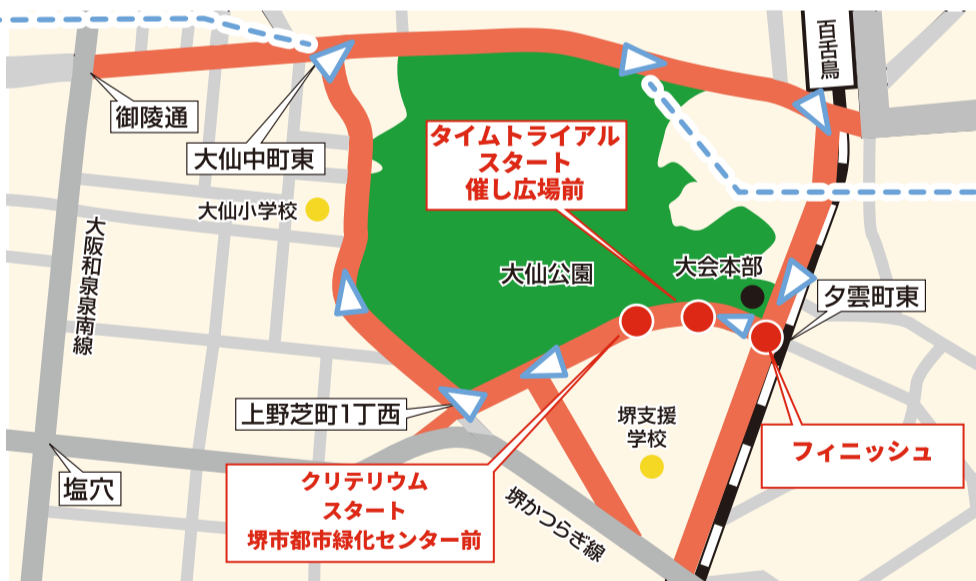 百舌鳥
御陵通
大仙中町東
タイムトライアル
スタート
催し広場前
大仙小学校
大阪和泉泉南線
大仙公園
大会本部
夕雲町東
上野芝町1丁西
堺支援
学校
フィニッシュ
クリテリウム
スタート
堺市都市緑化センター前
塩穴
堺かつらぎ線